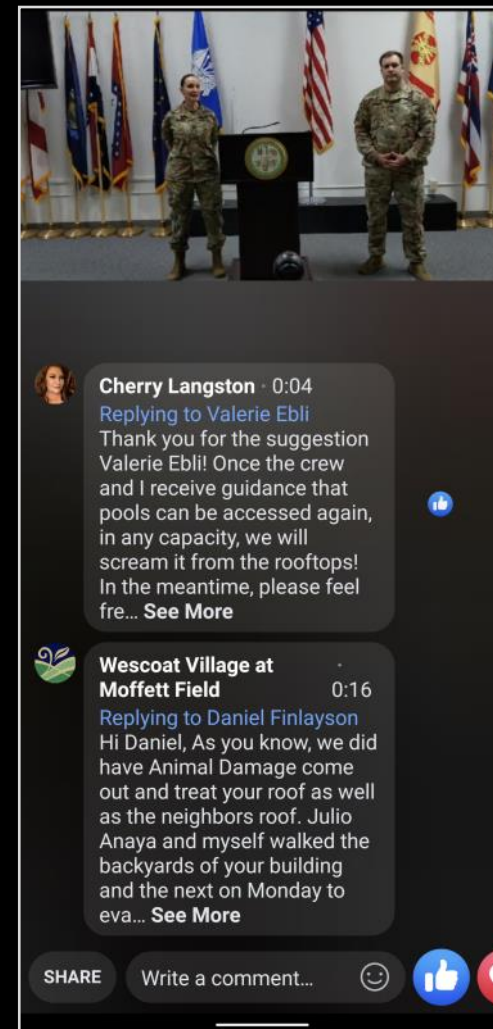 Cherry Langston · 0:04
Replying to Valerie Ebli
Thank you for the suggestion
Valerie Ebli! Once the crew
and I receive guidance that
pools can be accessed again,
in any capacity, we will
scream it from the rooftops!
In the meantime, please feel
fre... See More
Wescoat Village at ·
Moffett Field 0:16
Replying to Daniel Finlayson
Hi Daniel, As you know, we did
have Animal Damage come
out and treat your roof as well
as the neighbors roof. Julio
Anaya and myself walked the
backyards of your building
and the next on Monday to
eva... See More
SHARE
Write a comment...